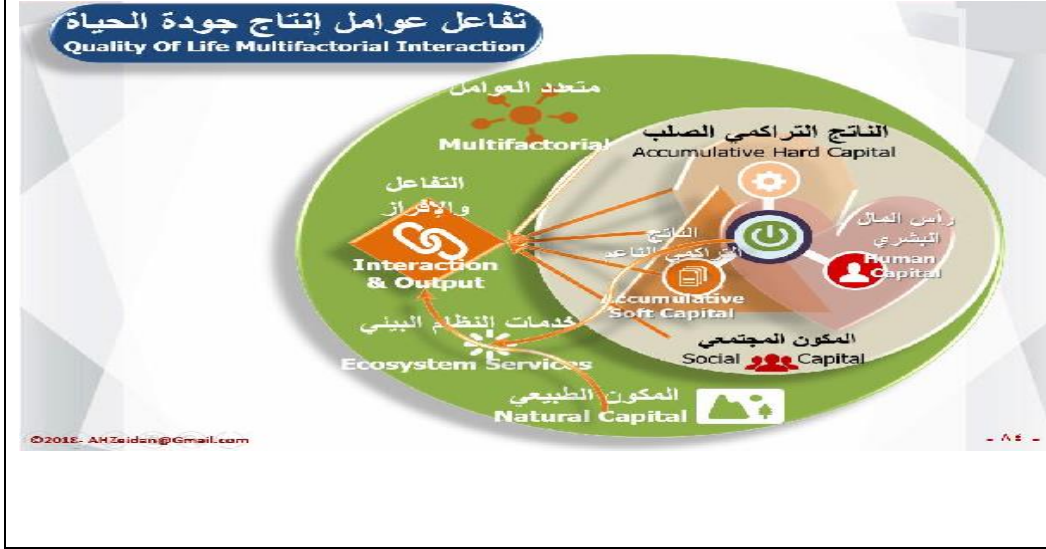 تفاعل عوامل إنتاج جودة الحياة
Quality Of Life Multifactorial Interaction
متعدد العوامل
Multifactorial
الناتج التراكمي الصلب
Accumulative Hard Capital
التفاعل
والإفراز
Interaction
& Output
رأس المال
البشري
Human
Capital
الناتج
التراكمي الناعم
Accumulative
Soft Capital
المكون المجتمعي
Social Capital
خدمات النظام البيئي
Ecosystem Services
المكون الطبيعي
Natural Capital
©2018- AHZeidan@Gmail.com
- ٨٤ -